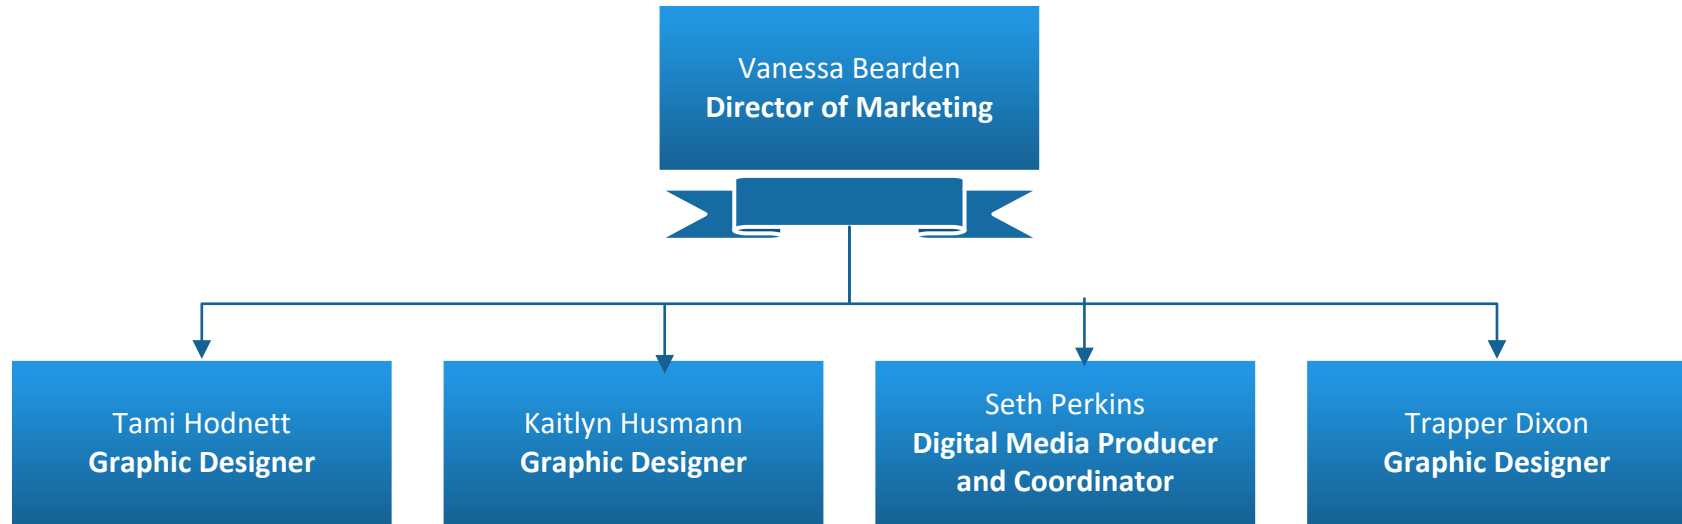 Vanessa Bearden
Director of Marketing
Tami Hodnett
Graphic Designer
Kaitlyn Husmann
Graphic Designer
Seth Perkins
Digital Media Producer
and Coordinator
Trapper Dixon
Graphic Designer